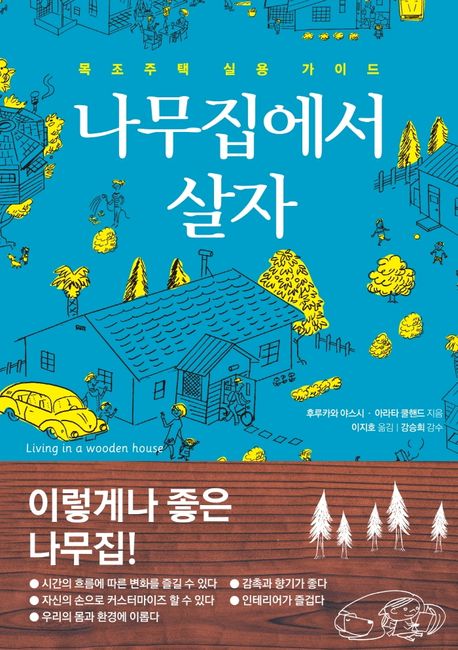 목조주택 실용 가이드
나무집에서
살자
후루카와 야스시 · 아라타 쿨핸드 지음
이지호 옮김 | 강승희 감수
Living in a wooden house
이렇게나 좋은
나무집!
● 시간의 흐름에 따른 변화를 즐길 수 있다 ● 감촉과 향기가 좋다
● 자신의 손으로 커스터마이즈 할 수 있다 ● 인테리어가 즐겁다
● 우리의 몸과 환경에 이롭다